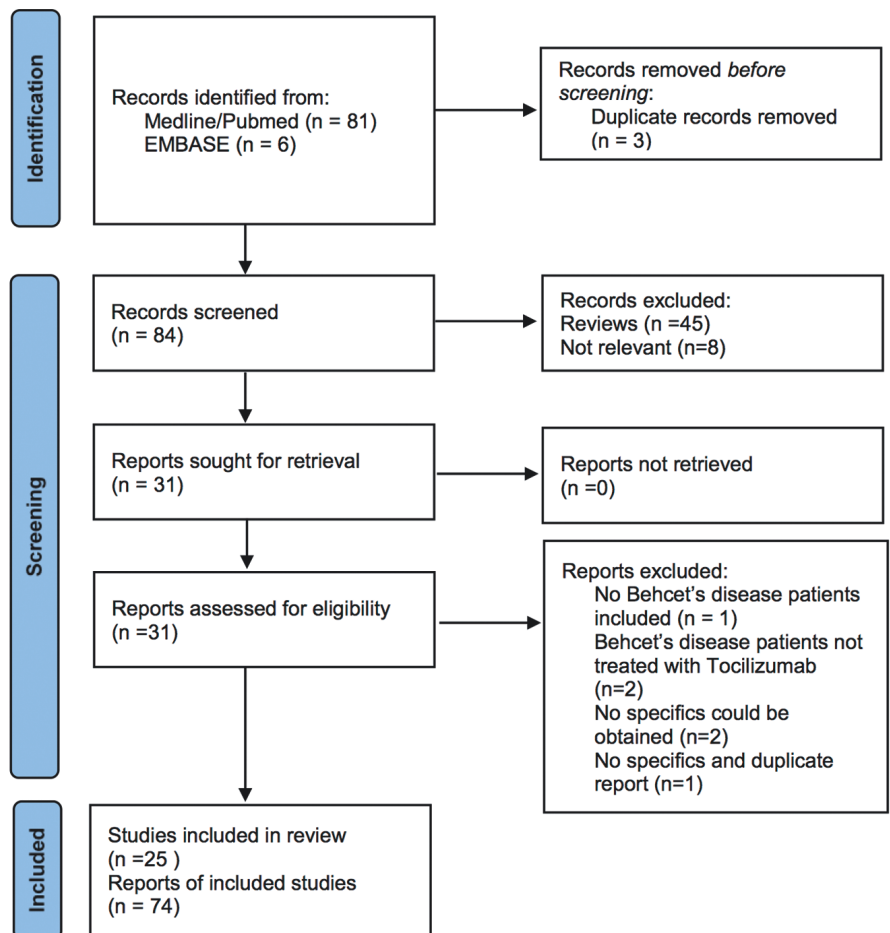 Identification
Records identified from:
Medline/Pubmed (n = 81)
EMBASE (n = 6)
Records removed before
screening:
Duplicate records removed
(n = 3)
Screening
Records screened
(n = 84)
Records excluded:
Reviews (n =45)
Not relevant (n=8)
Reports sought for retrieval
(n = 31)
Reports not retrieved
(n =0)
Reports assessed for eligibility
(n =31)
Reports excluded:
No Behcet's disease patients
included (n = 1)
Behcet's disease patients not
treated with Tocilizumab
(n=2)
No specifics could be
obtained (n=2)
No specifics and duplicate
report (n=1)
Included
Studies included in review
(n =25 )
Reports of included studies
(n = 74)